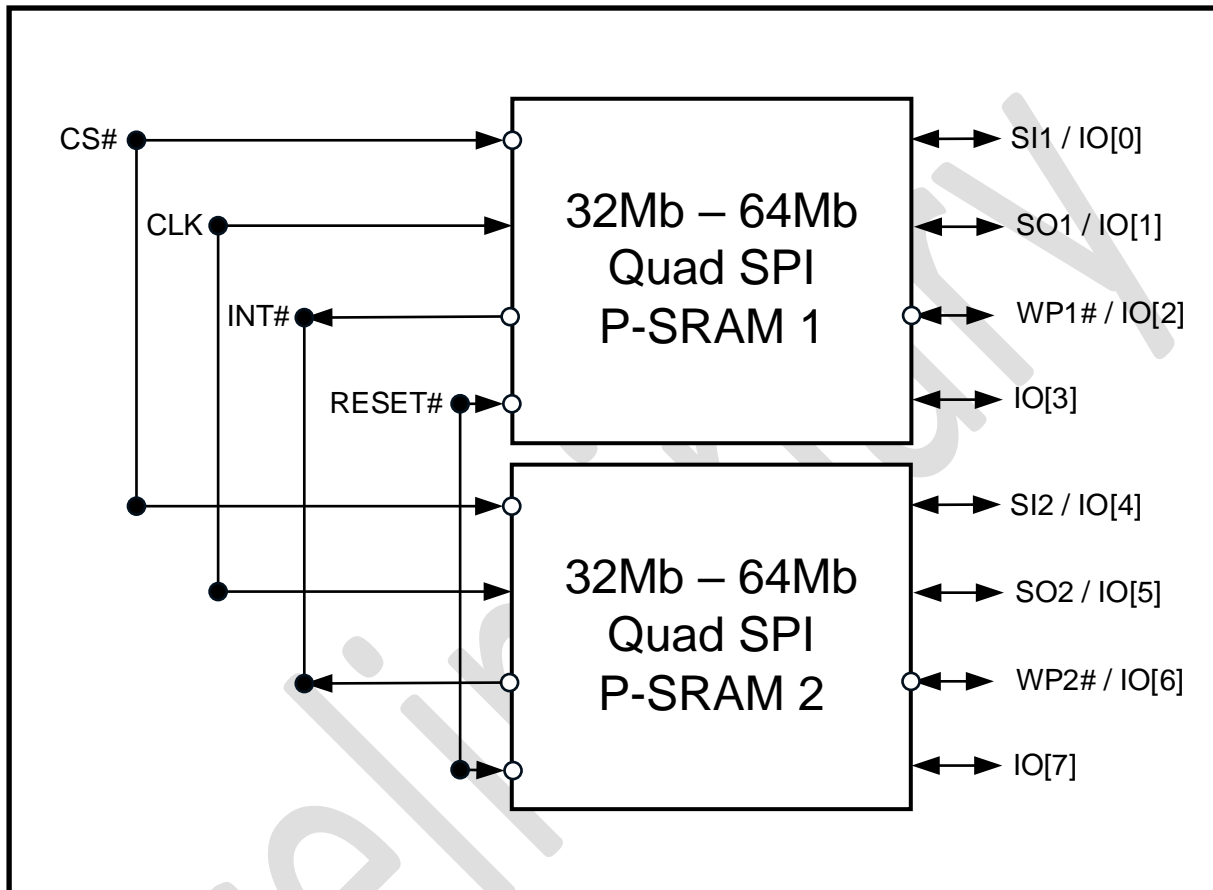 CS#
CLK
INT#
RESET#
32Mb – 64Mb
Quad SPI
P-SRAM 1
SI1 / IO[0]
SO1 / IO[1]
WP1# / IO[2]
IO[3]
32Mb – 64Mb
Quad SPI
P-SRAM 2
SI2 / IO[4]
SO2 / IO[5]
WP2# / IO[6]
IO[7]